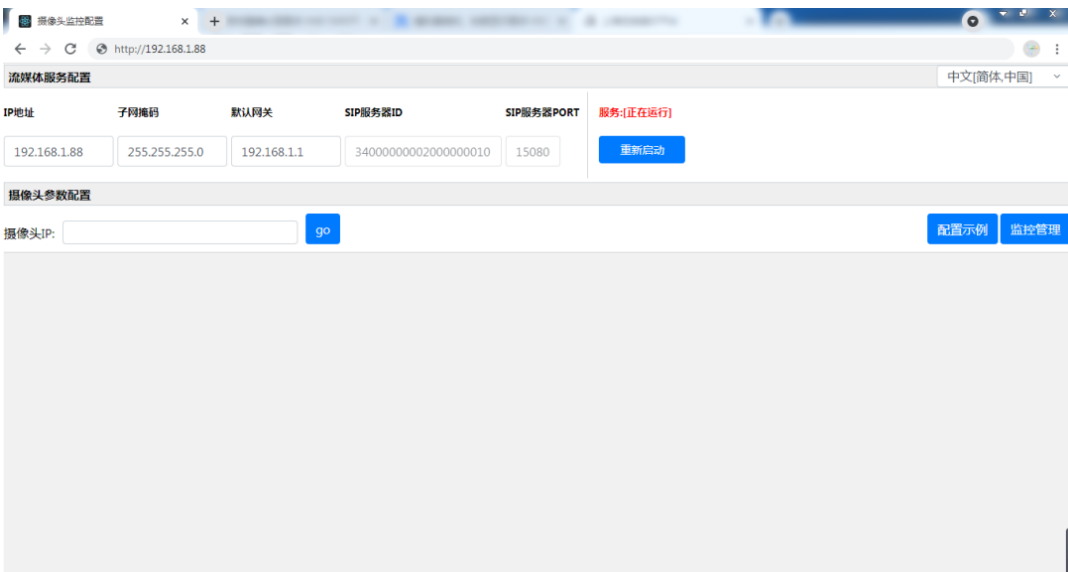 摄像头监控配置
http://192.168.1.88
流媒体服务配置 中文[简体,中国]
IP地址 子网掩码 默认网关 SIP服务器ID SIP服务器PORT 服务:[正在运行]
192.168.1.88 255.255.255.0 192.168.1.1 34000000002000000010 15080 重新启动
摄像头参数配置
摄像头IP: go 配置示例 监控管理